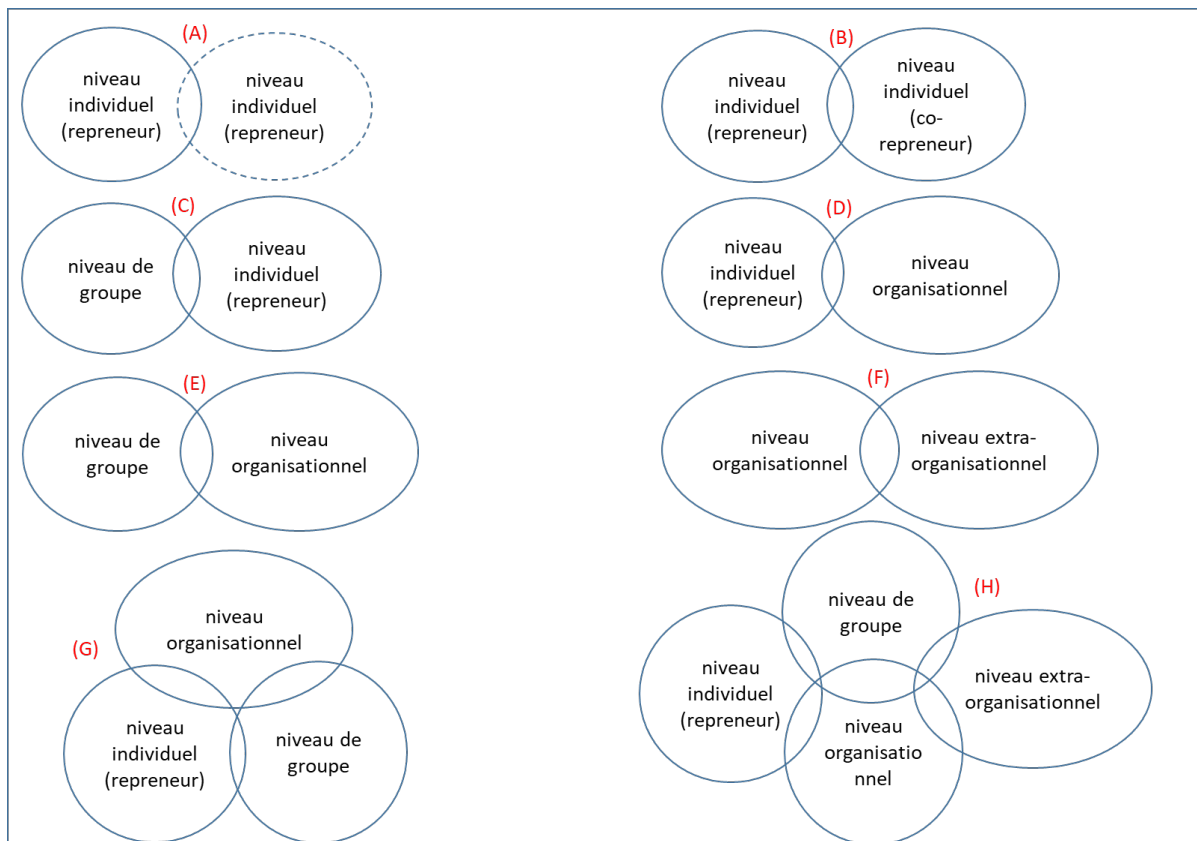 (A)
niveau
individuel
(repreneur)
niveau
individuel
(repreneur)
(B)
niveau
individuel
(repreneur)
niveau
individuel
(co-
repreneur)
(C)
niveau de
groupe
niveau
individuel
(repreneur)
(D)
niveau
individuel
(repreneur)
niveau
organisationnel
(E)
niveau de
groupe
niveau
organisationnel
(F)
niveau
organisationnel
niveau extra-
organisationnel
(G)
niveau
organisationnel
niveau
individuel
(repreneur)
niveau de
groupe
(H)
niveau de
groupe
niveau
individuel
(repreneur)
niveau extra-
organisationnel
niveau
organisatio
nnel